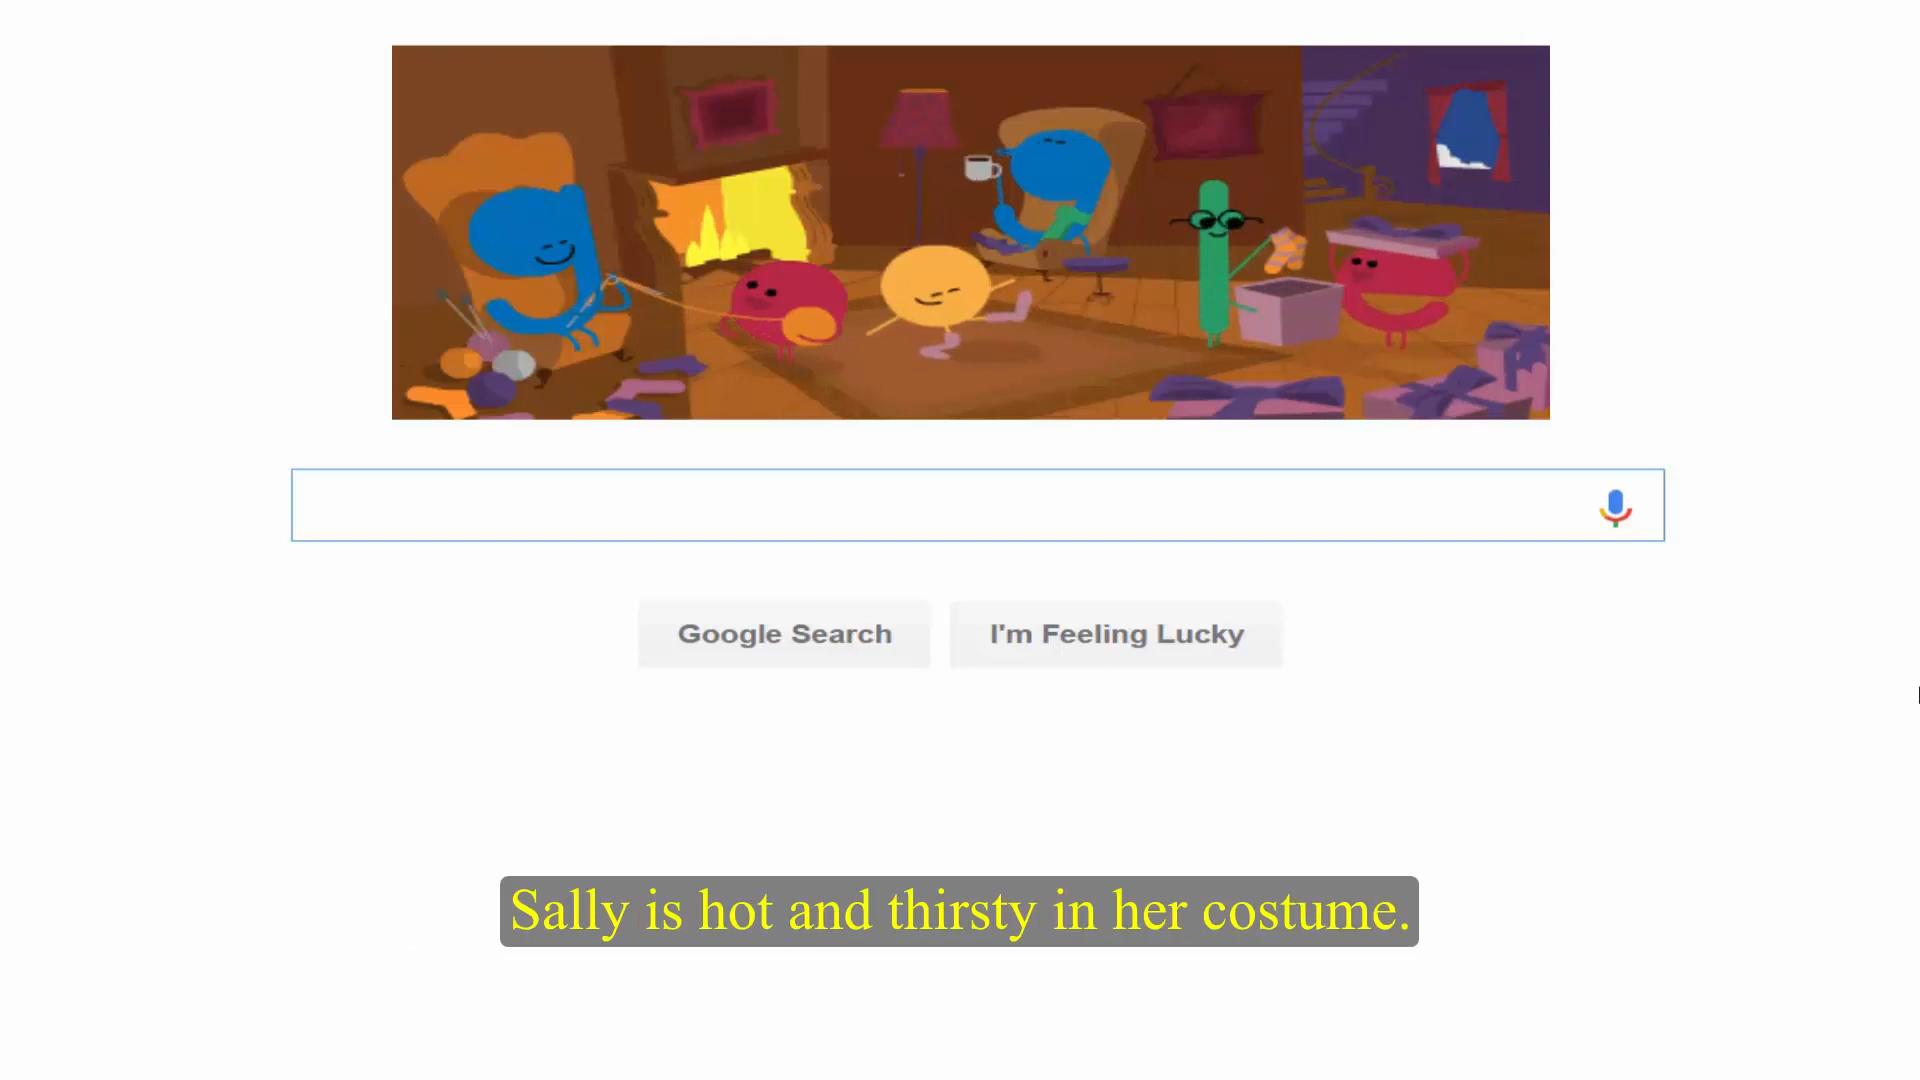 Google Search
I'm Feeling Lucky
Sally is hot and thirsty in her costume.